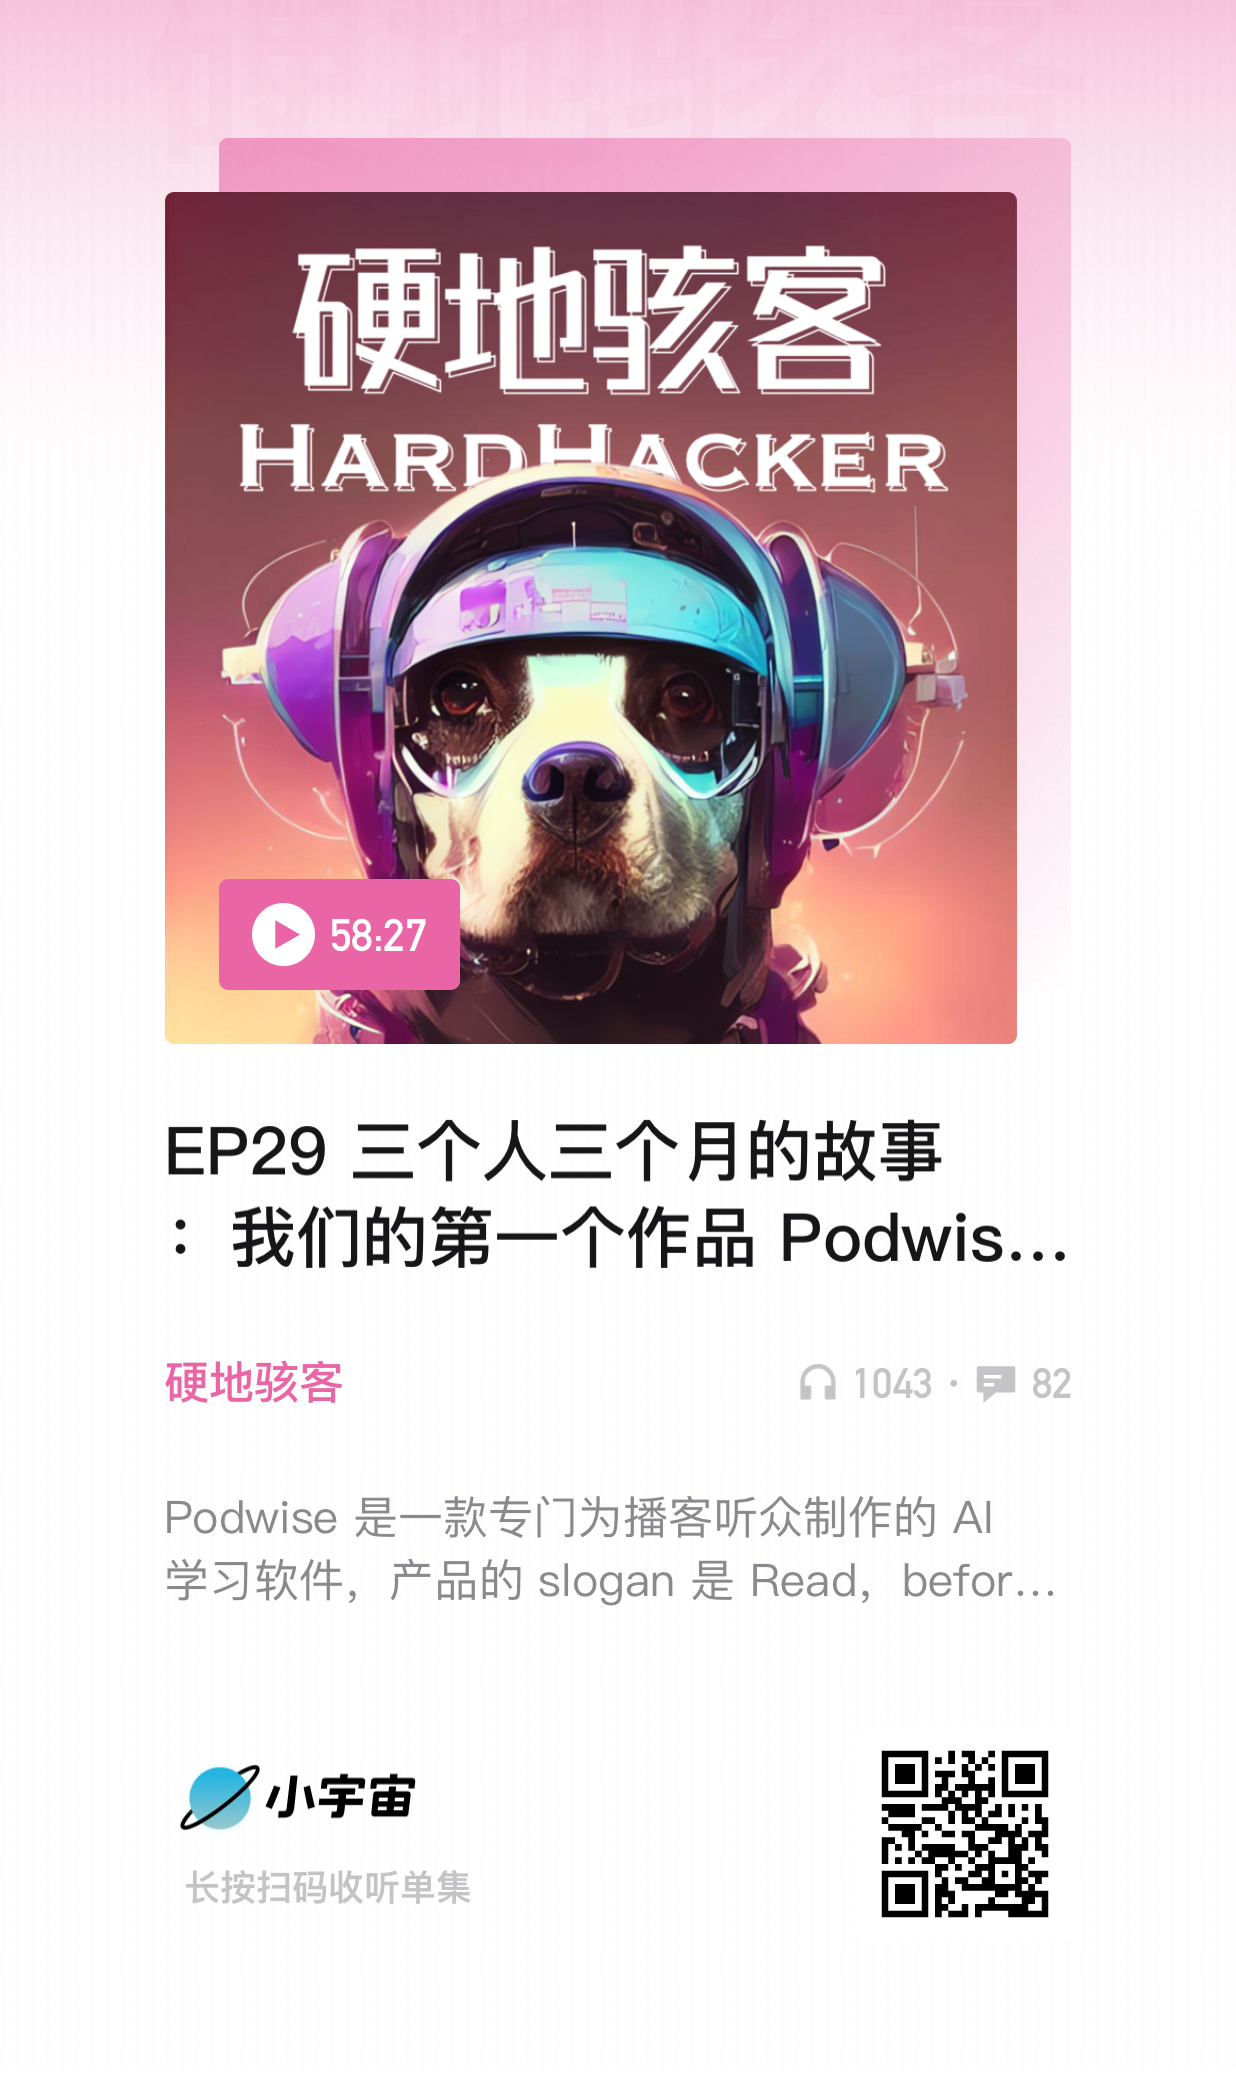 硬地骇客
HARDHACKER
58:27
EP29 三个人三个月的故事
：我们的第一个作品 Podwis...
硬地骇客
1043 · 82
Podwise 是一款专门为播客听众制作的 AI
学习软件，产品的 slogan 是 Read，befor...
小宇宙
长按扫码收听单集